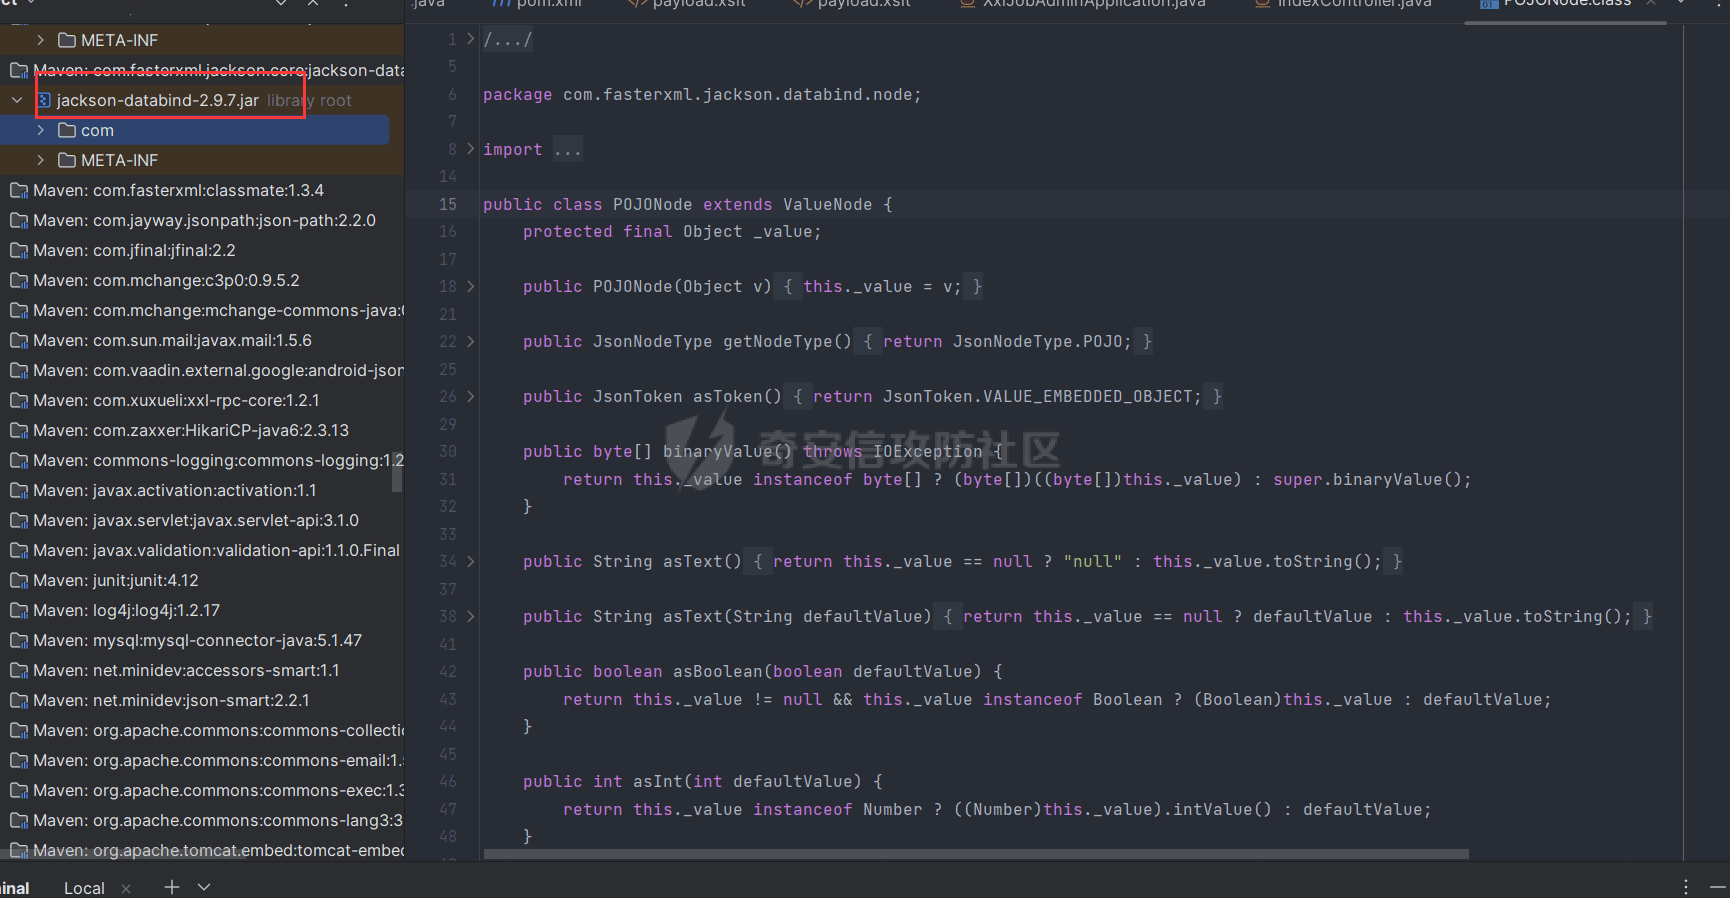 .java
pom.xml
payload.xslt
payload.xslt
XxlJobAdminApplication.java
IndexController.java
POJONode.class
META-INF
Maven: com.fasterxml.jackson.core:jackson-data
jackson-databind-2.9.7.jar library root
com
META-INF
Maven: com.fasterxml:classmate:1.3.4
Maven: com.jayway.jsonpath:json-path:2.2.0
Maven: com.jfinal:jfinal:2.2
Maven: com.mchange:c3p0:0.9.5.2
Maven: com.mchange:mchange-commons-java:0
Maven: com.sun.mail:javax.mail:1.5.6
Maven: com.vaadin.external.google:android-json
Maven: com.xuxueli:xxl-rpc-core:1.2.1
Maven: com.zaxxer:HikariCP-java6:2.3.13
Maven: commons-logging:commons-logging:1.2
Maven: javax.activation:activation:1.1
Maven: javax.servlet:javax.servlet-api:3.1.0
Maven: javax.validation:validation-api:1.1.0.Final
Maven: junit:junit:4.12
Maven: log4j:log4j:1.2.17
Maven: mysql:mysql-connector-java:5.1.47
Maven: net.minidev:accessors-smart:1.1
Maven: net.minidev:json-smart:2.2.1
Maven: org.apache.commons:commons-collectio
Maven: org.apache.commons:commons-email:1.5
Maven: org.apache.commons:commons-exec:1.3
Maven: org.apache.commons:commons-lang3:3
Maven: org.apache.tomcat.embed:tomcat-embed
1 /.../
5
6 package com.fasterxml.jackson.databind.node;
7
8 import ...
14
15 public class POJONode extends ValueNode {
16 protected final Object _value;
17
18 public POJONode(Object v) { this._value = v; }
21
22 public JsonNodeType getNodeType() { return JsonNodeType.POJO; }
25
26 public JsonToken asToken() { return JsonToken.VALUE_EMBEDDED_OBJECT; }
29
30 public byte[] binaryValue() throws IOException {
31 return this._value instanceof byte[] ? (byte[])((byte[])this._value) : super.binaryValue();
32 }
33
34 public String asText() { return this._value == null ? "null" : this._value.toString(); }
37
38 public String asText(String defaultValue) { return this._value == null ? defaultValue : this._value.toString(); }
41
42 public boolean asBoolean(boolean defaultValue) {
43 return this._value != null && this._value instanceof Boolean ? (Boolean)this._value : defaultValue;
44 }
45
46 public int asInt(int defaultValue) {
47 return this._value instanceof Number ? ((Number)this._value).intValue() : defaultValue;
48 }
奇安信攻防社区
inal
Local